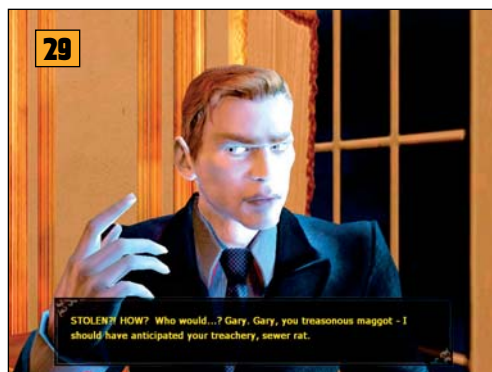 29
STOLEN?! HOW?  Who would...? Gary. Gary, you treasonous maggot - I
should have anticipated your treachery, sewer rat.